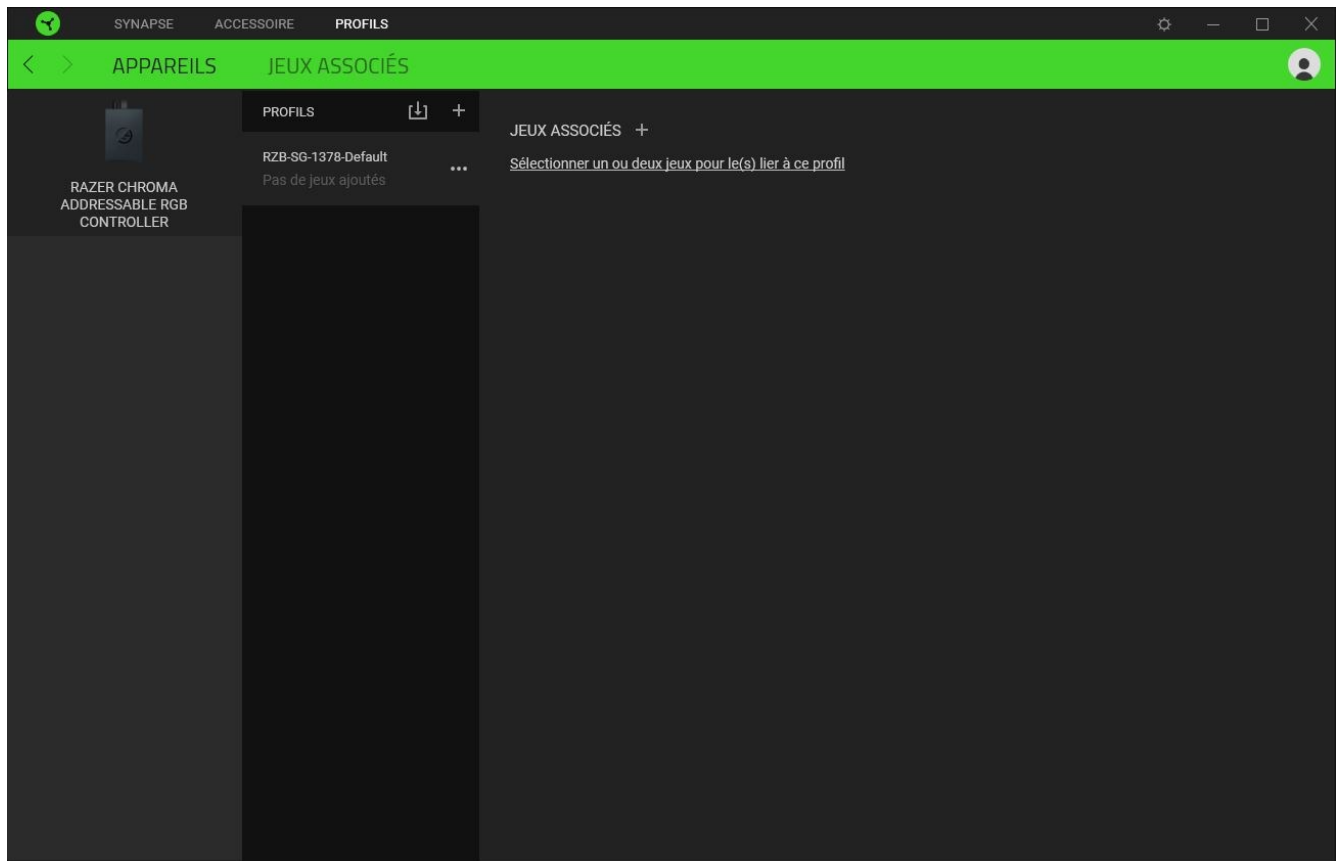 SYNAPSE ACCESSOIRE PROFILS
APPAREILS JEUX ASSOCIÉS
RAZER CHROMA
ADDRESSABLE RGB
CONTROLLER
PROFILS
RZB-SG-1378-Default
Pas de jeux ajoutés
JEUX ASSOCIÉS +
Sélectionner un ou deux jeux pour le(s) lier à ce profil